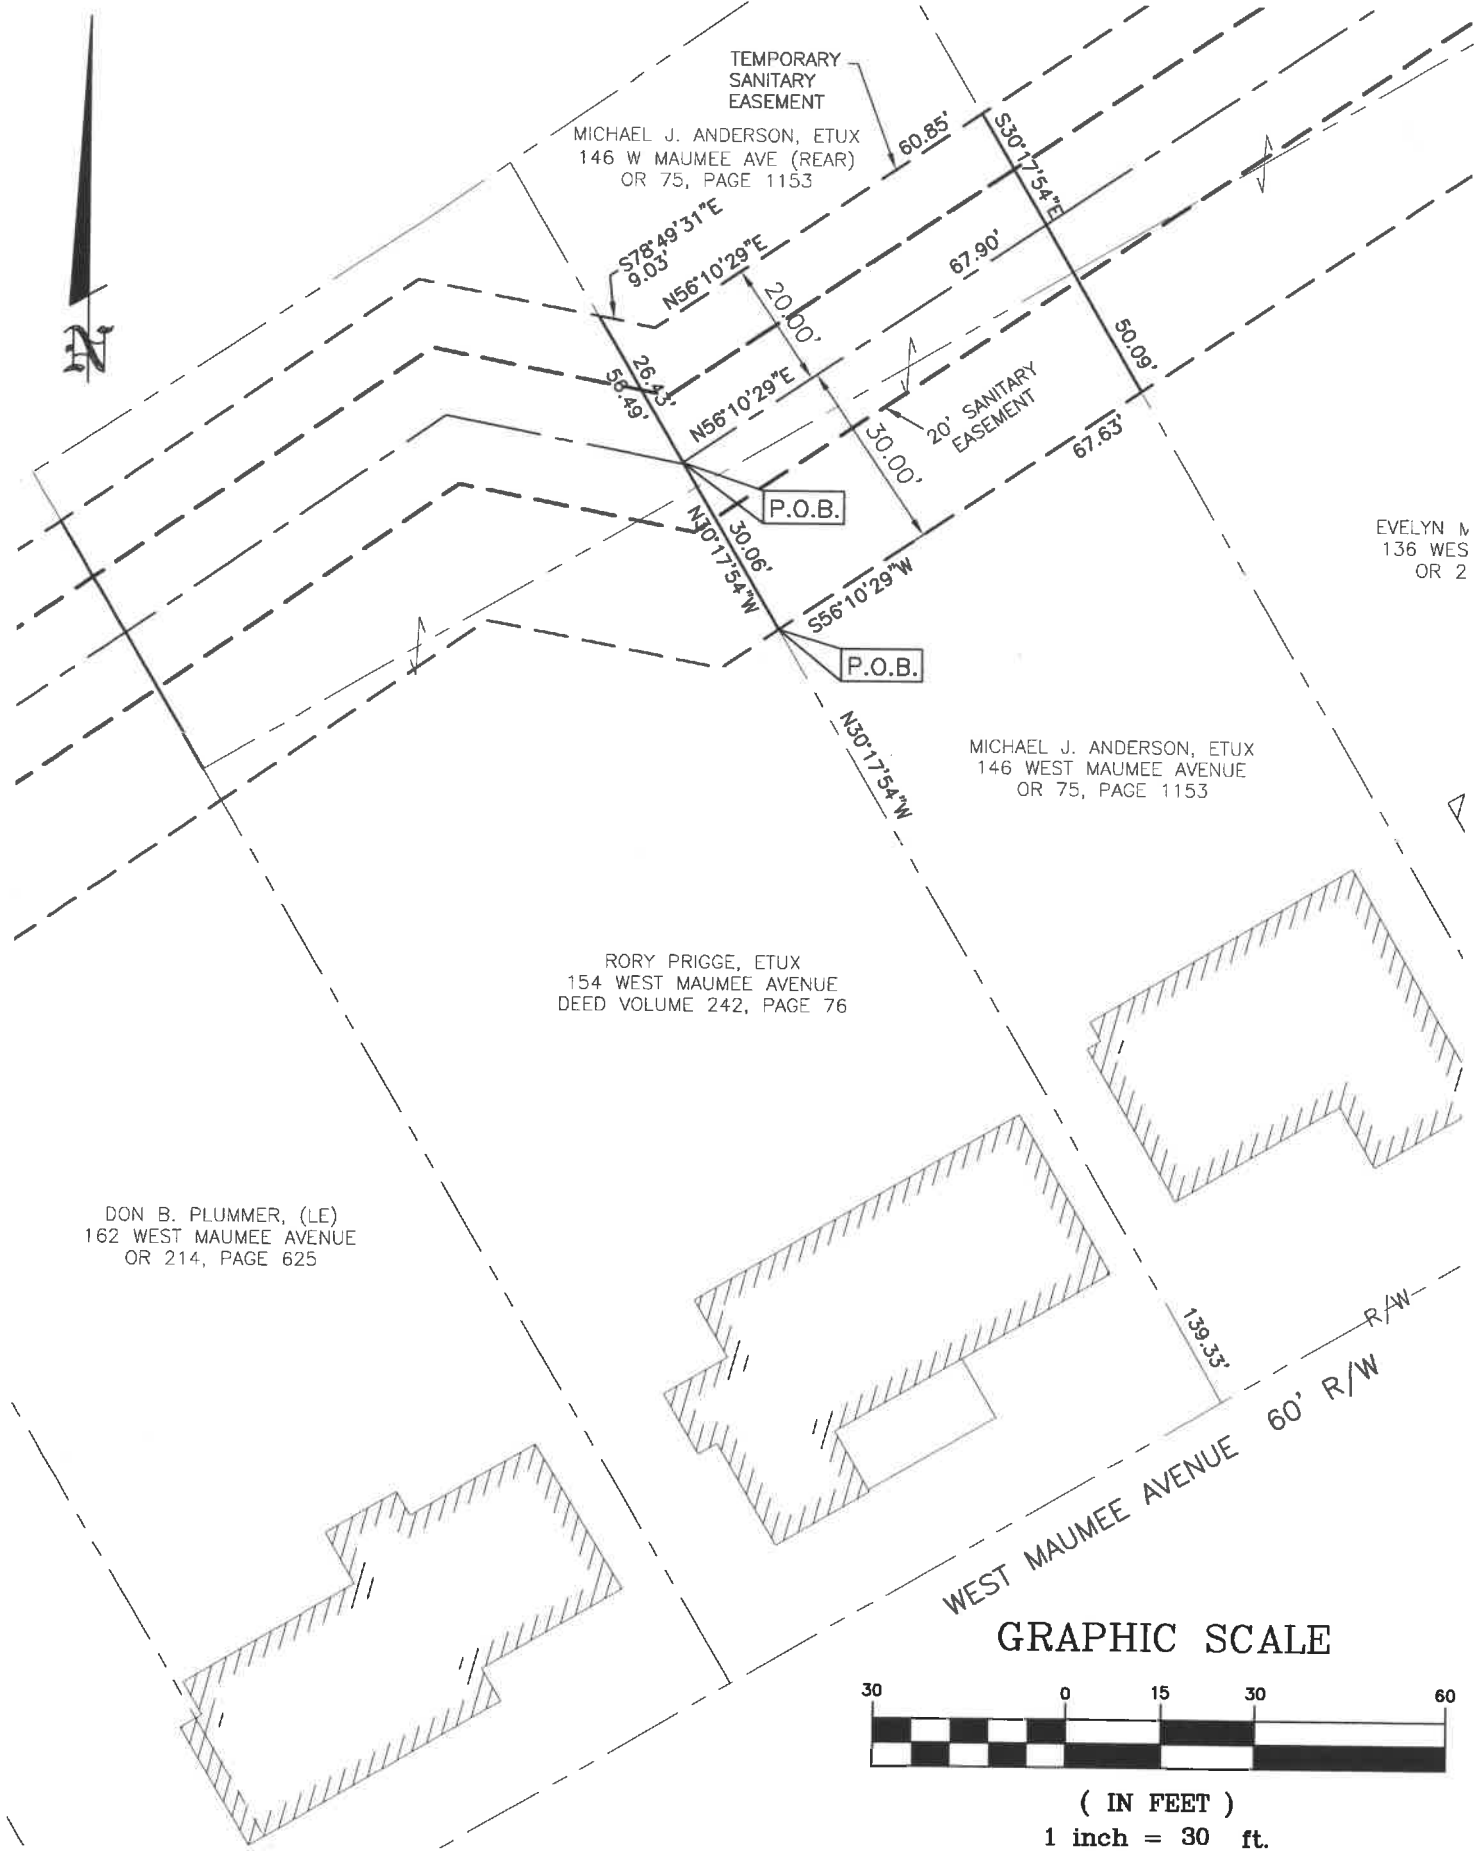 TEMPORARY
SANITARY
EASEMENT
MICHAEL J. ANDERSON, ETUX
146 W MAUMEE AVE (REAR)
OR 75, PAGE 1153
60.85'
S30°17'54"E
S78°49'31"E
9.03'
N56°10'29"E
67.90'
20.00'
N
26.43'
56.49'
N56°10'29"E
50.09'
20' SANITARY
EASEMENT
30.00'
67.63'
P.O.B.
30.06'
N30°17'54"W
S56°10'29"W
P.O.B.
EVELYN
136 WES
OR 2
N30°17'54"W
MICHAEL J. ANDERSON, ETUX
146 WEST MAUMEE AVENUE
OR 75, PAGE 1153
RORY PRIGGE, ETUX
154 WEST MAUMEE AVENUE
DEED VOLUME 242, PAGE 76
DON B. PLUMMER, (LE)
162 WEST MAUMEE AVENUE
OR 214, PAGE 625
139.33'
R/W
WEST MAUMEE AVENUE 60' R/W
GRAPHIC SCALE
30 0 15 30 60
( IN FEET )
1 inch = 30 ft.